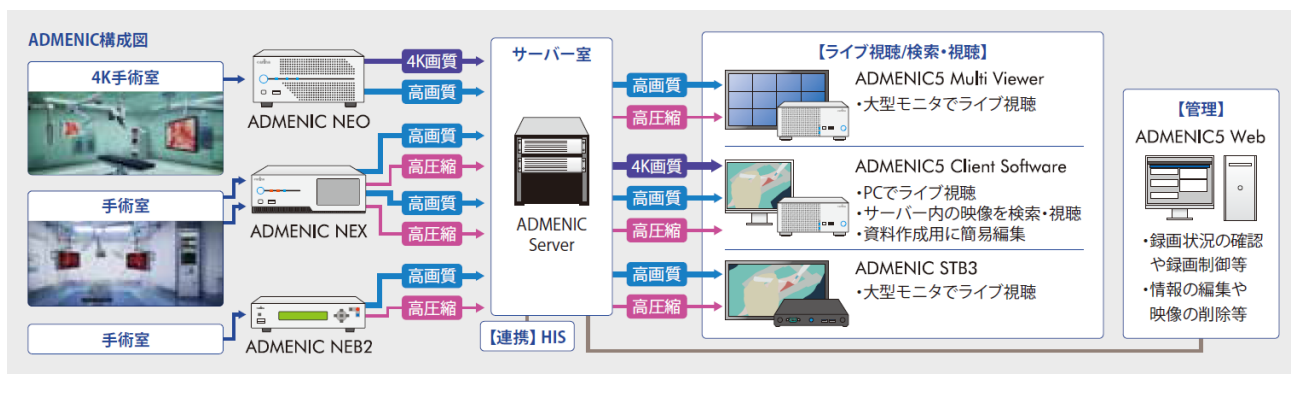 ADMENIC構成図
4K手術室
手術室
手術室
ADMENIC NEO
ADMENIC NEX
ADMENIC NEB2
4K画質
高画質
高画質
高圧縮
高画質
高圧縮
高画質
高圧縮
サーバー室
ADMENIC
Server
【連携】HIS
高画質
高圧縮
4K画質
高画質
高圧縮
高画質
高圧縮
【ライブ視聴/検索・視聴】
ADMENIC5 Multi Viewer
・大型モニタでライブ視聴
ADMENIC5 Client Software
・PCでライブ視聴
・サーバー内の映像を検索・視聴
・資料作成用に簡易編集
ADMENIC STB3
・大型モニタでライブ視聴
【管理】
ADMENIC5 Web
・録画状況の確認
や録画制御等
・情報の編集や
映像の削除等